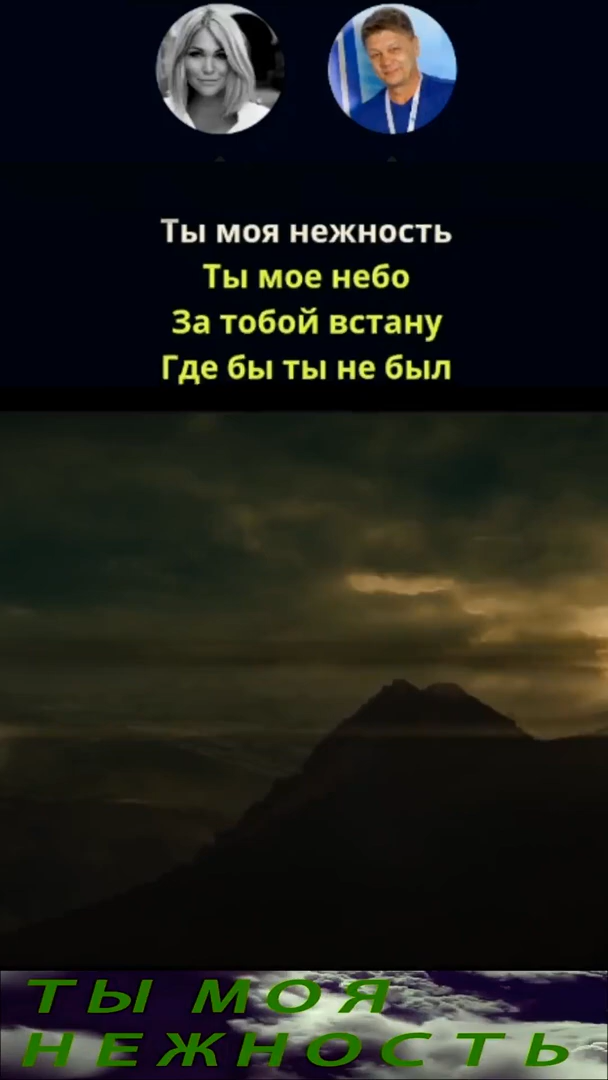 Ты моя нежность
Ты мое небо
За тобой встану
Где бы ты не был
ТЫ МОЯ
НЕЖНОСТЬ